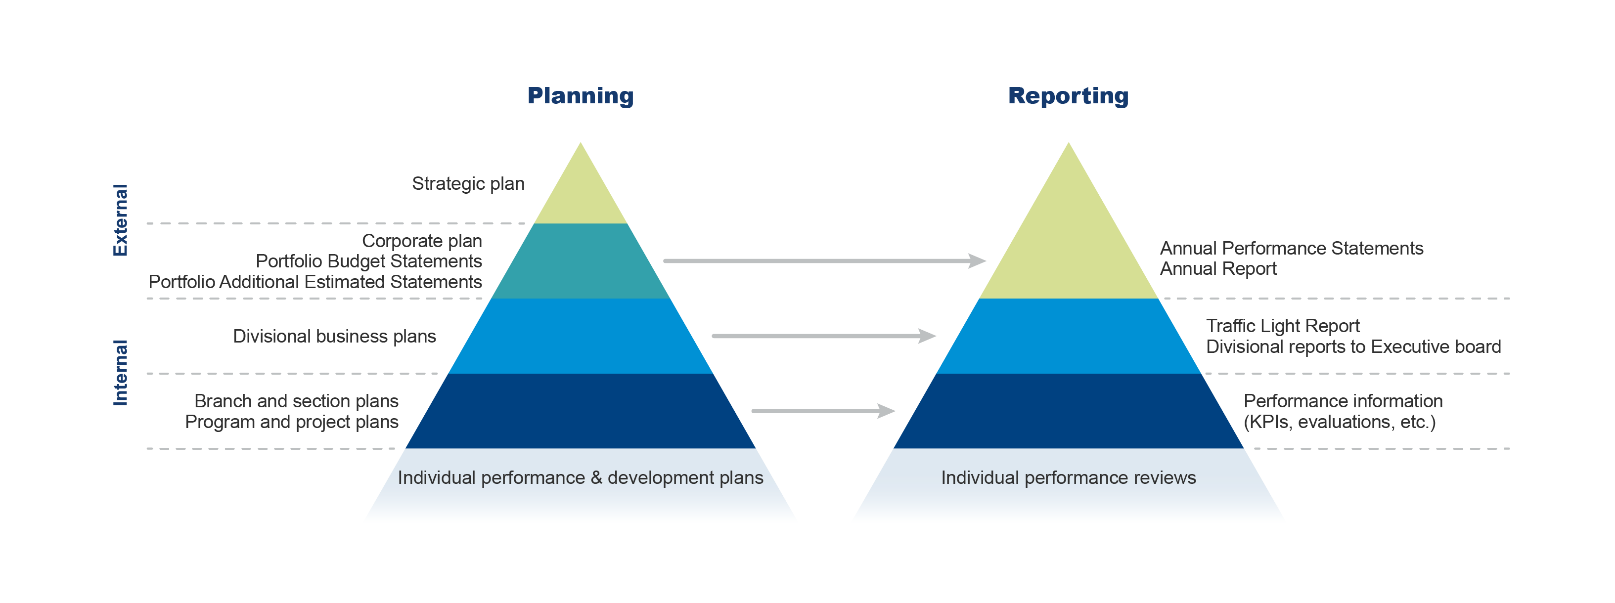 Planning
Reporting
External
Strategic plan
Corporate plan
Portfolio Budget Statements
Portfolio Additional Estimated Statements
Annual Performance Statements
Annual Report
Internal
Divisional business plans
Traffic Light Report
Divisional reports to Executive board
Branch and section plans
Program and project plans
Performance information
(KPIs, evaluations, etc.)
Individual performance & development plans
Individual performance reviews